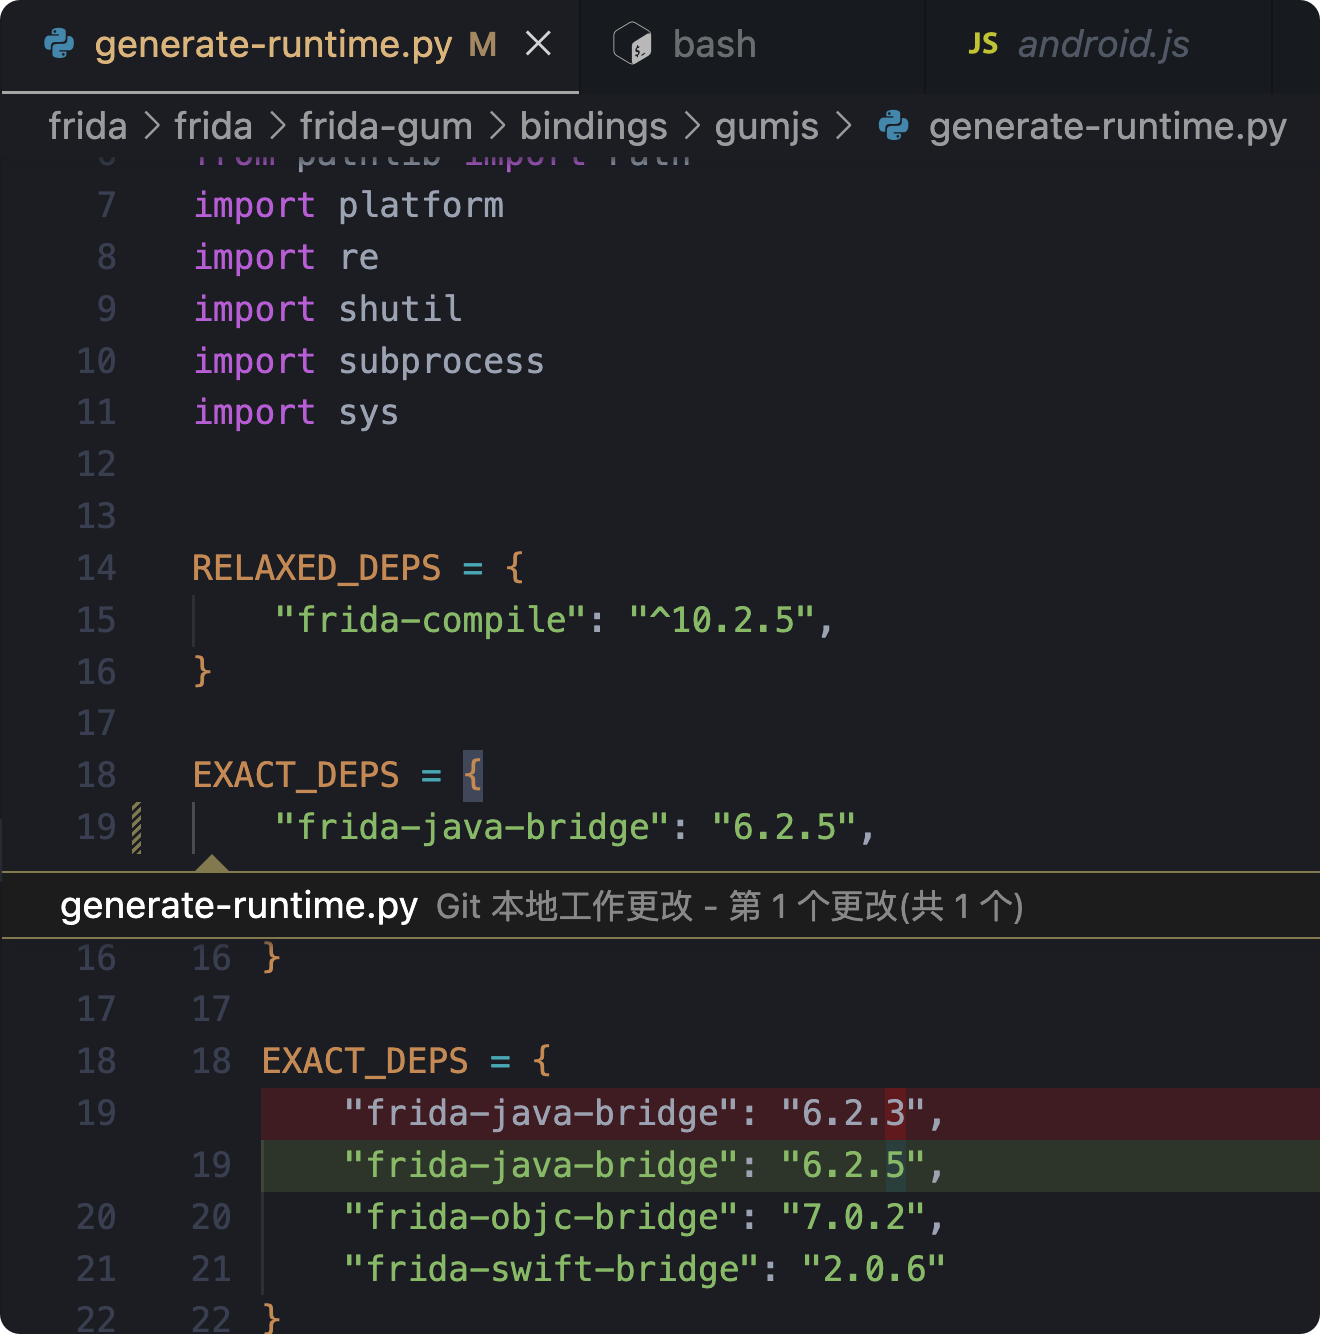 generate-runtime.py M
bash
JS android.js
frida > frida > frida-gum > bindings > gumjs > generate-runtime.py
6 from pathlib import Path
7 import platform
8 import re
9 import shutil
10 import subprocess
11 import sys
12
13
14 RELAXED_DEPS = {
15 "frida-compile": "^10.2.5",
16 }
17
18 EXACT_DEPS = {
19 "frida-java-bridge": "6.2.5",
generate-runtime.py Git 本地工作更改 - 第 1 个更改(共 1 个)
16 16 }
17 17
18 18 EXACT_DEPS = {
19 "frida-java-bridge": "6.2.3",
19 "frida-java-bridge": "6.2.5",
20 20 "frida-objc-bridge": "7.0.2",
21 21 "frida-swift-bridge": "2.0.6"
22 22 }